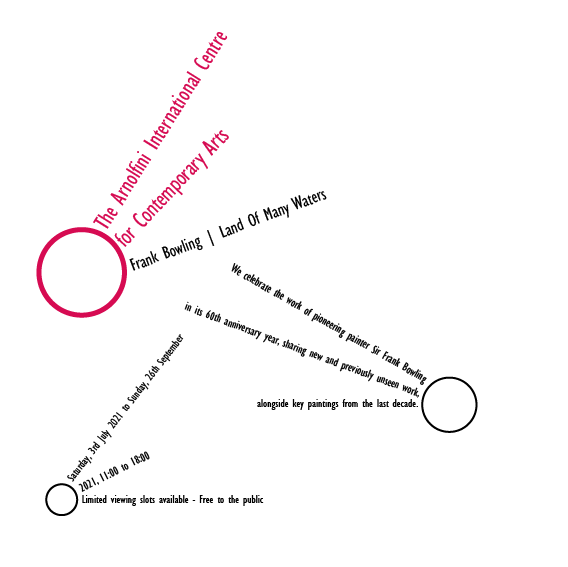 The Arnolfini International Centre
for Contemporary Arts
Frank Bowling | Land Of Many Waters
We celebrate the work of pioneering painter Sir Frank Bowling
in its 60th anniversary year, sharing new and previously unseen work,
alongside key paintings from the last decade.
Saturday, 3rd July 2021 to Sunday, 26th September
2021, 11:00 to 18:00
Limited viewing slots available - Free to the public